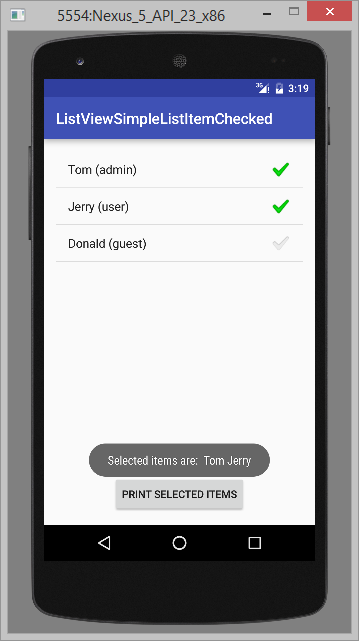 5554:Nexus_5_API_23_x86
3G 3:19
ListViewSimpleListItemChecked
Tom (admin)
Jerry (user)
Donald (guest)
Selected items are:  Tom Jerry
PRINT SELECTED ITEMS